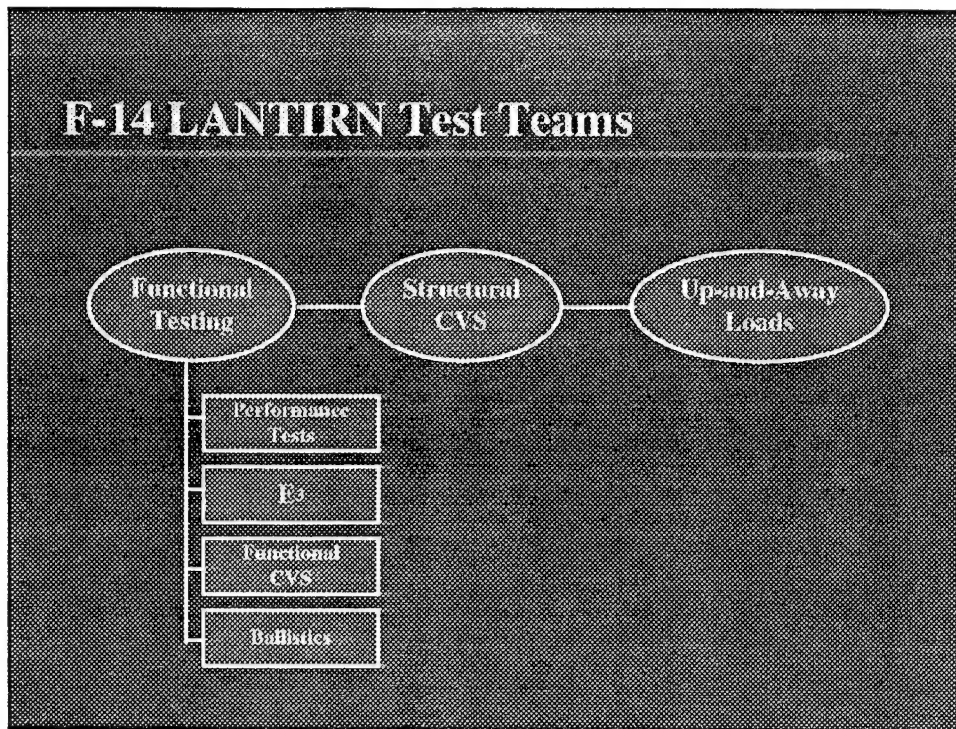 F-14 LANTIRN Test Teams
Functional
Testing
Structural
CVS
Up-and-Away
Loads
Performance
Tests
E3
Functional
CVS
Ballistics